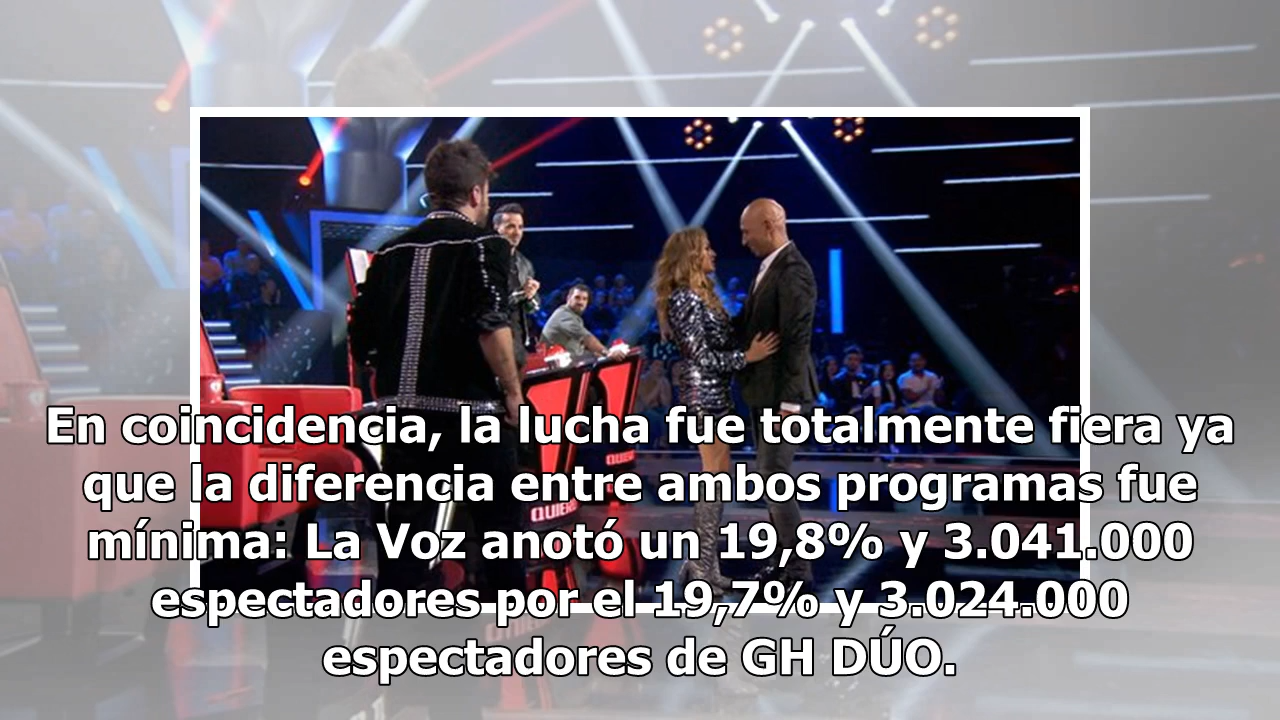 En coincidencia, la lucha fue totalmente fiera ya
que la diferencia entre ambos programas fue
mínima: La Voz anotó un 19,8% y 3.041.000
espectadores por el 19,7% y 3.024.000
espectadores de GH DÚO.
QUIERO